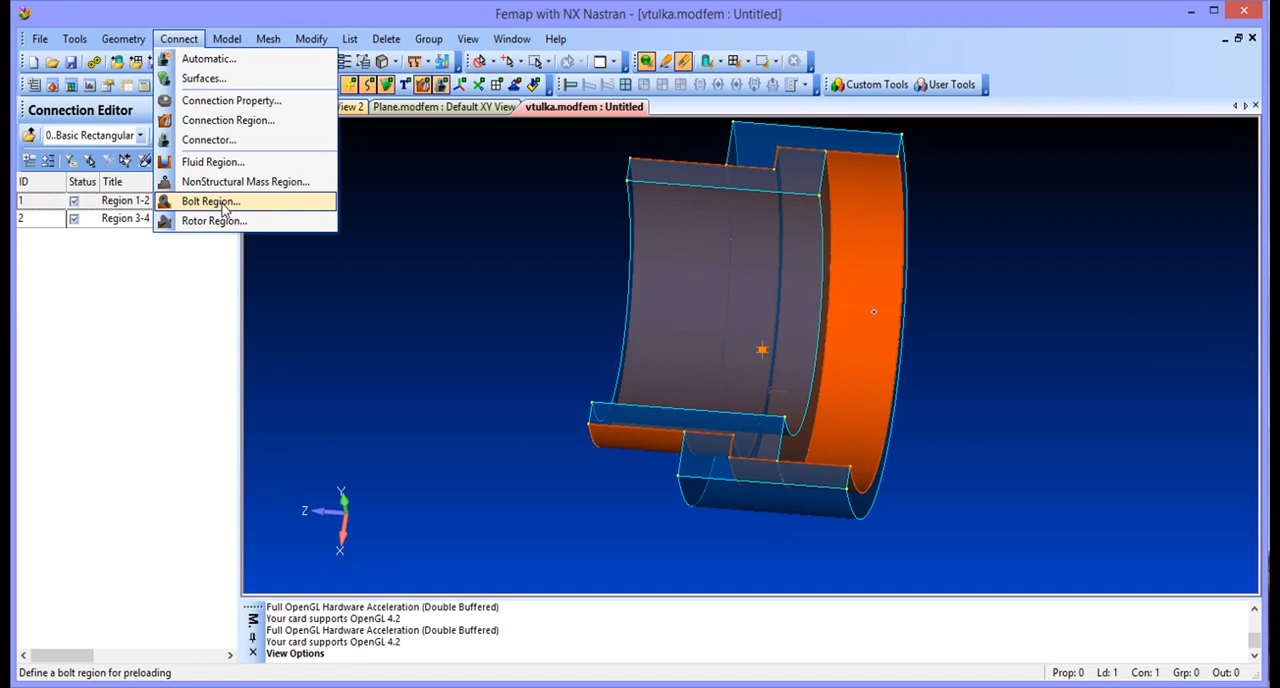 Femap with NX Nastran - [vtulka.modfem : Untitled]
File Tools Geometry Connect Model Mesh Modify List Delete Group View Window Help
Custom Tools User Tools
Connection Editor
0..Basic Rectangular
ID Status Title
1 Region 1-2
2 Region 3-4
Automatic...
Surfaces...
Connection Property...
Connection Region...
Connector...
Fluid Region...
NonStructural Mass Region...
Bolt Region...
Rotor Region...
View 2 Plane.modfem : Default XY View vtulka.modfem : Untitled
Y
Z
X
Full OpenGL Hardware Acceleration (Double Buffered)
Your card supports OpenGL 4.2
Full OpenGL Hardware Acceleration (Double Buffered)
Your card supports OpenGL 4.2
View Options
Define a bolt region for preloading
Prop: 0 Ld: 1 Con: 1 Grp: 0 Out: 0